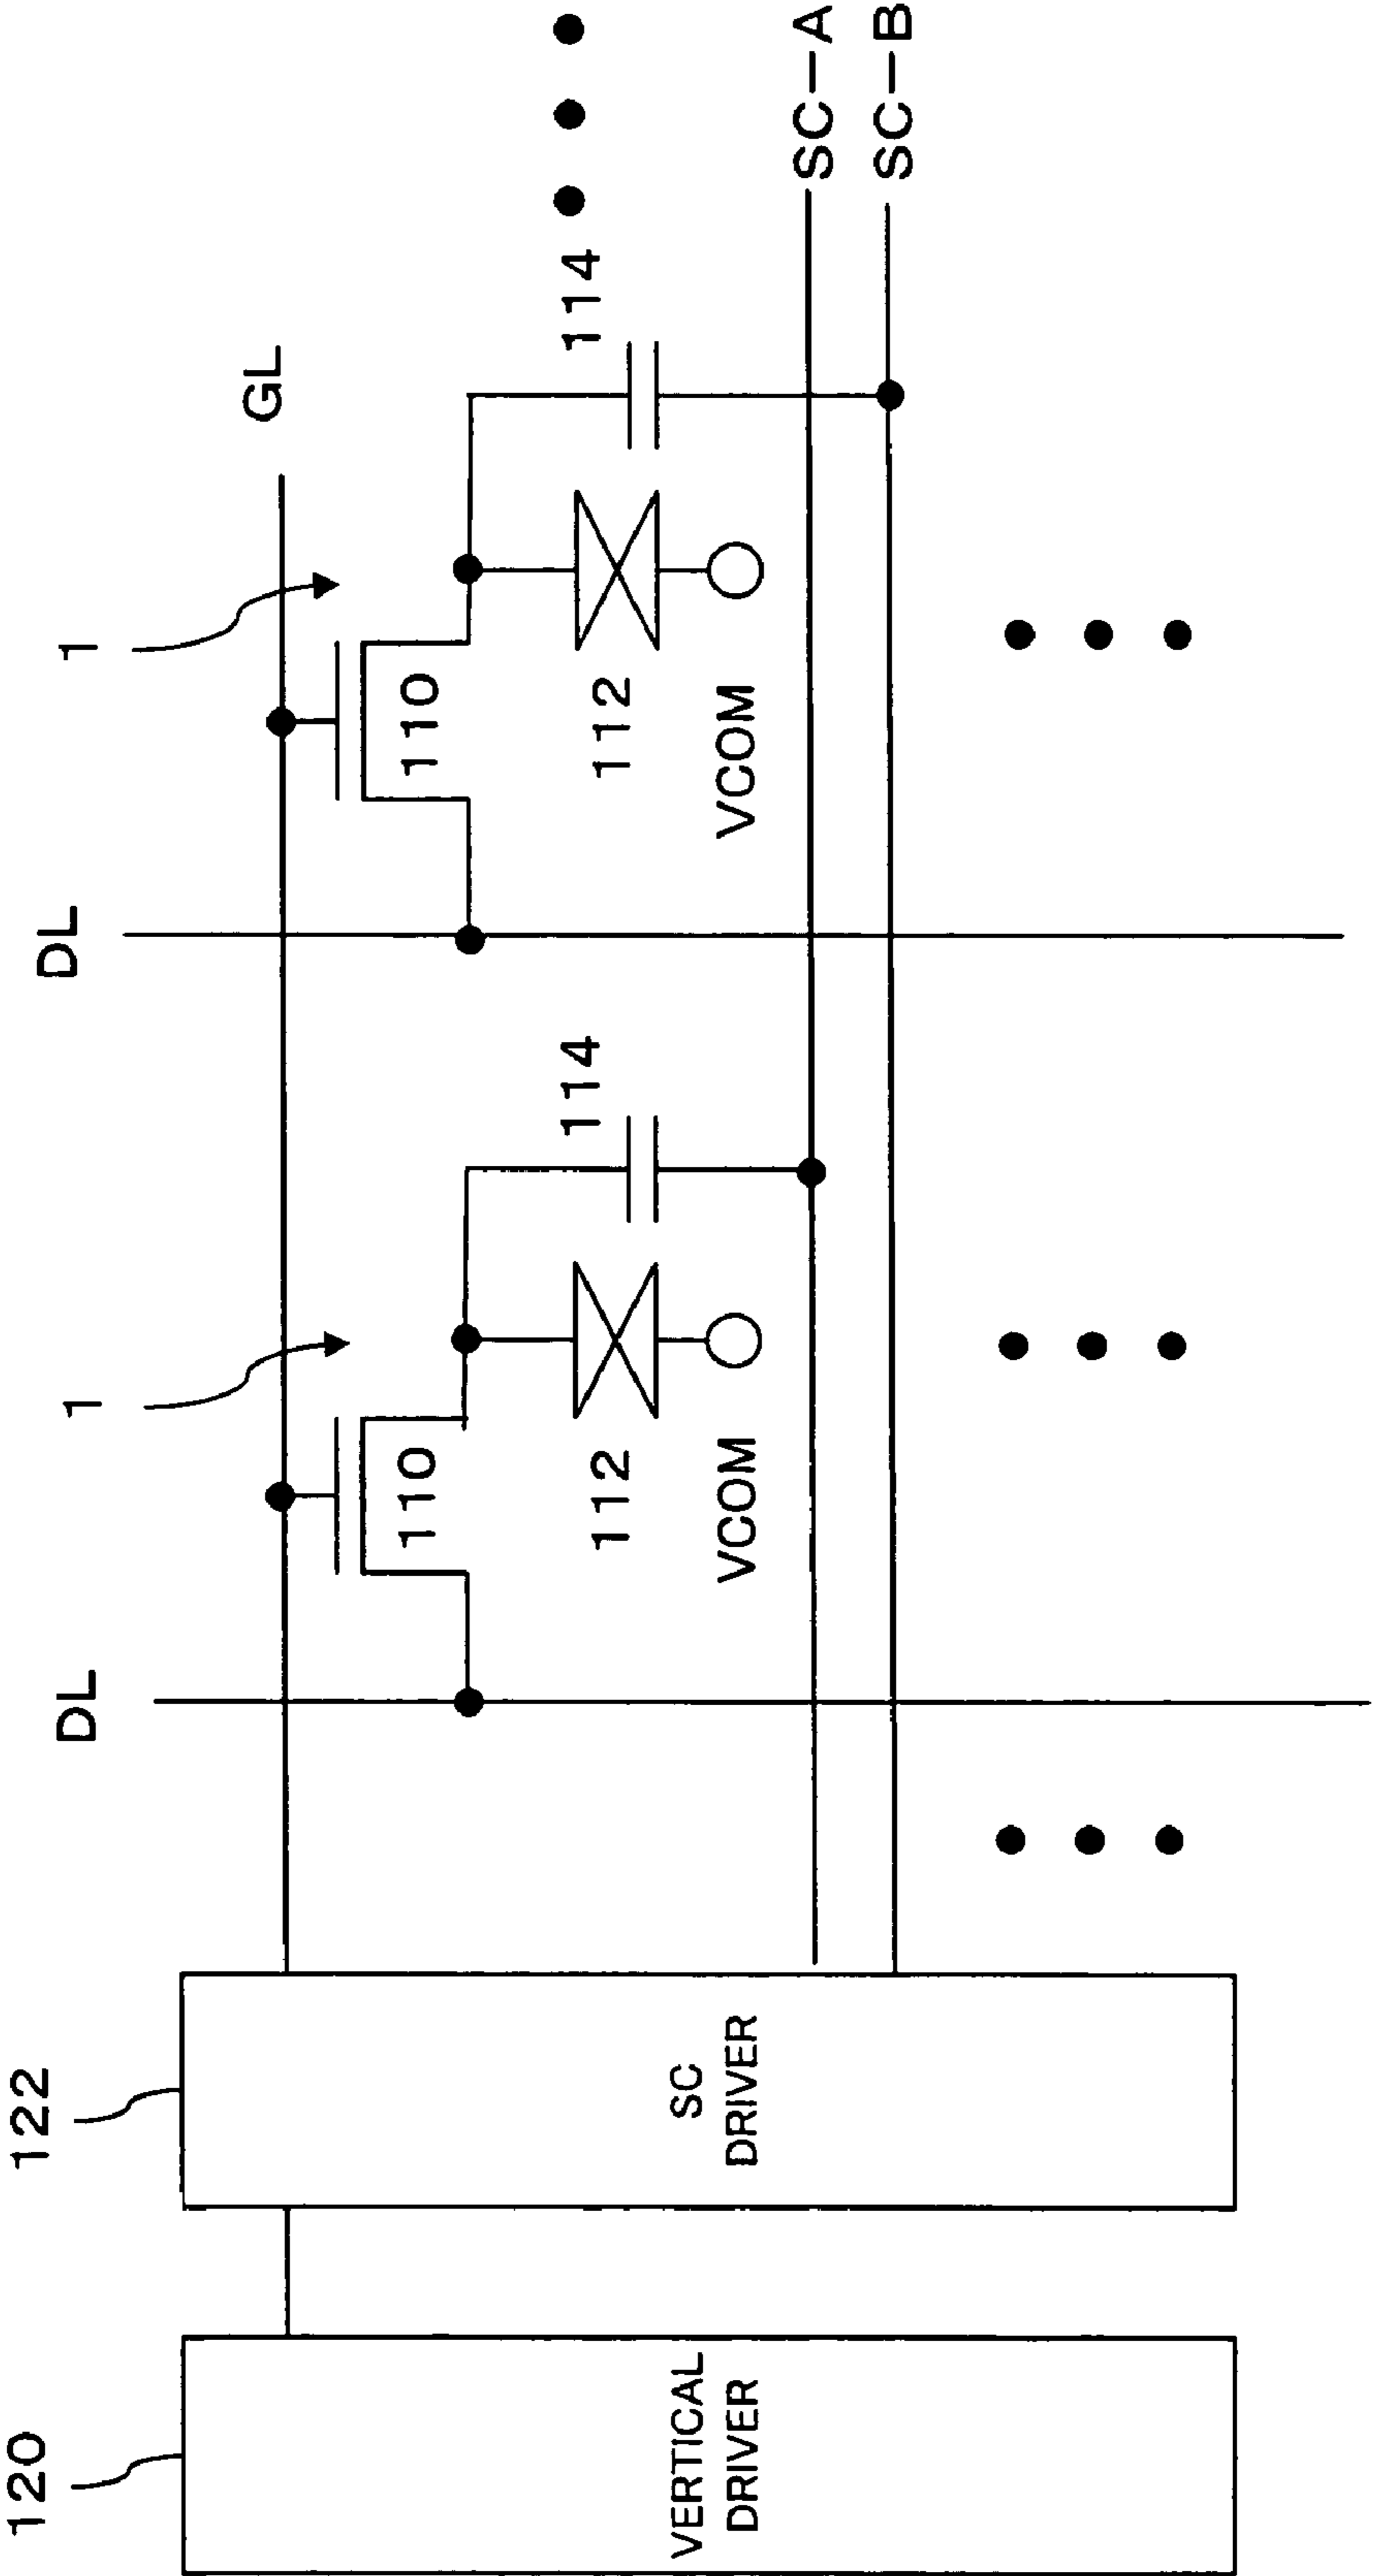 120
122
DL
1
DL
1
GL
110
110
114
114
112
112
VCOM
VCOM
SC-A
SC-B
VERTICAL
DRIVER
SC
DRIVER